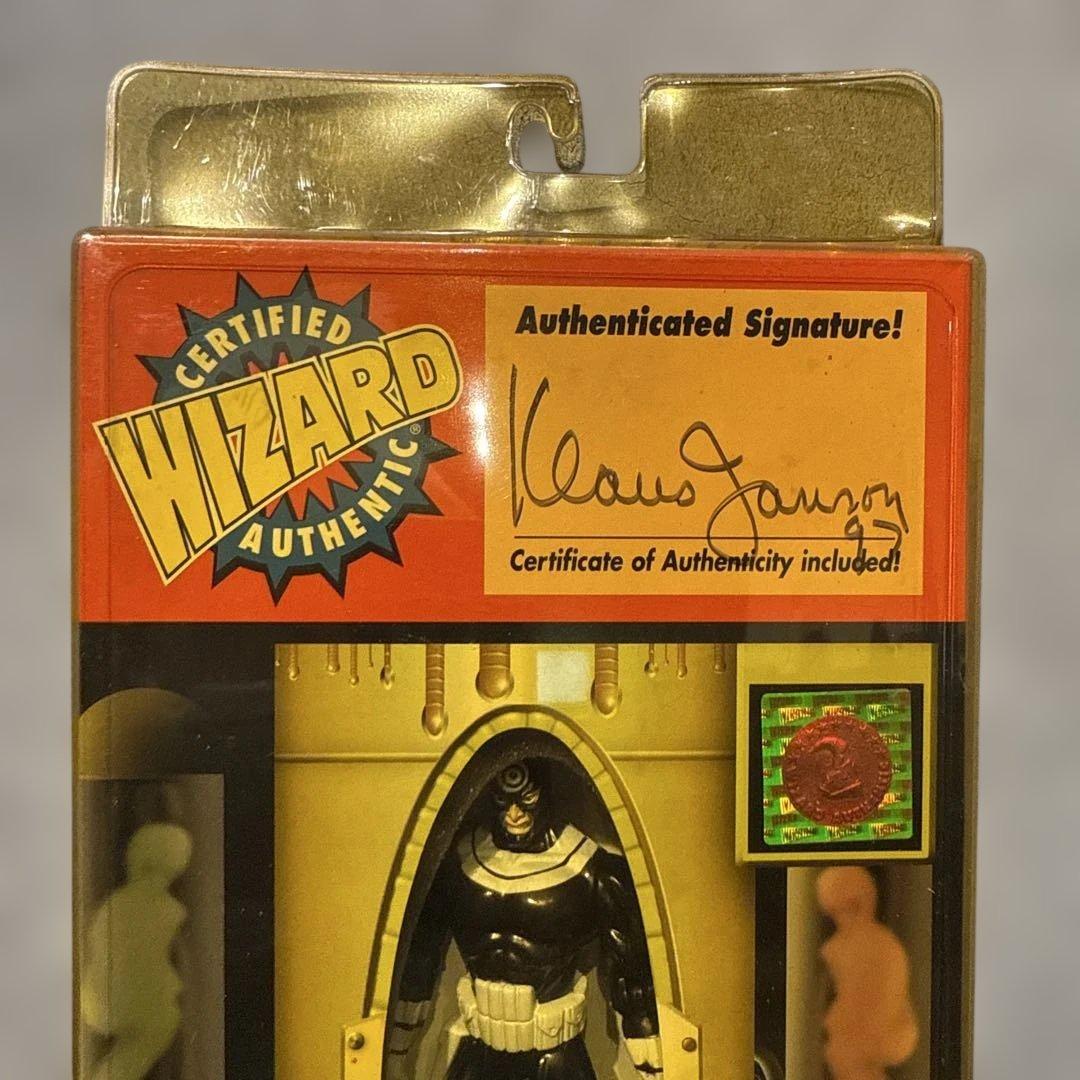 CERTIFIED
WIZARD
AUTHENTIC®
Authenticated Signature!
Klaus Janson
97
Certificate of Authenticity included!